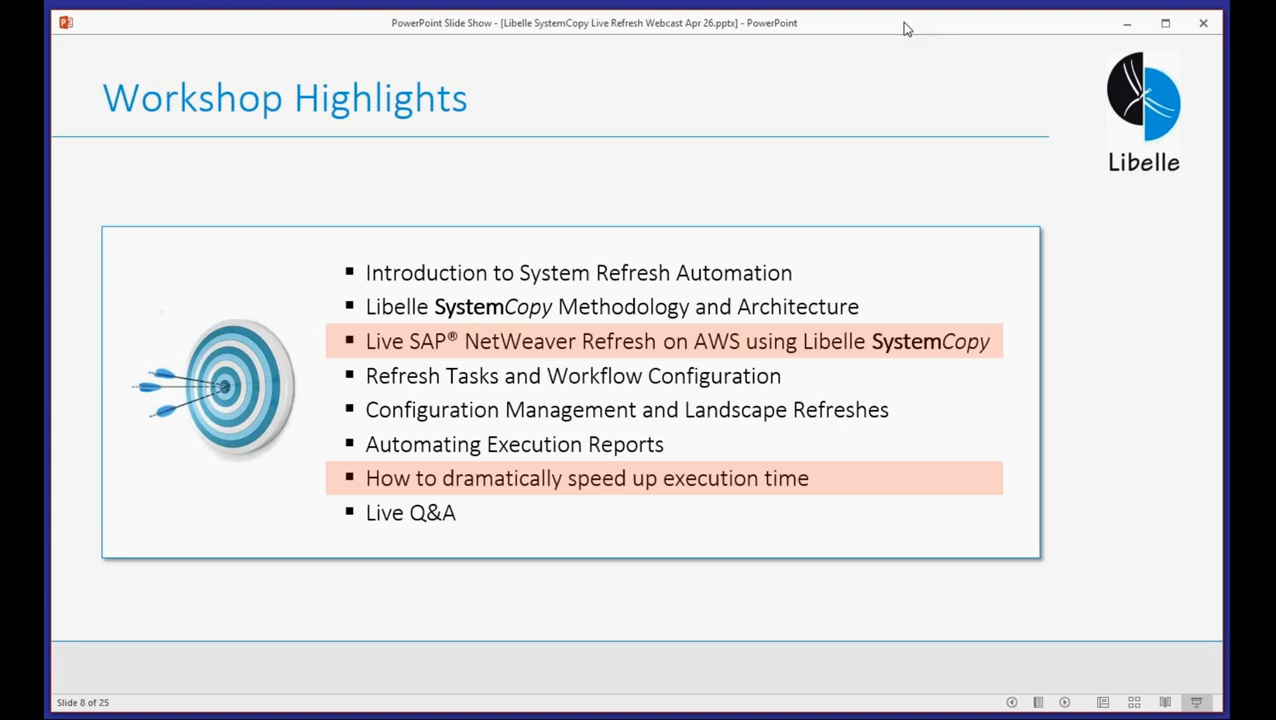 PowerPoint Slide Show - [Libelle SystemCopy Live Refresh Webcast Apr 26.pptx] - PowerPoint
Workshop Highlights
Libelle
▪ Introduction to System Refresh Automation
▪ Libelle SystemCopy Methodology and Architecture
▪ Live SAP® NetWeaver Refresh on AWS using Libelle SystemCopy
▪ Refresh Tasks and Workflow Configuration
▪ Configuration Management and Landscape Refreshes
▪ Automating Execution Reports
▪ How to dramatically speed up execution time
▪ Live Q&A
Slide 8 of 25